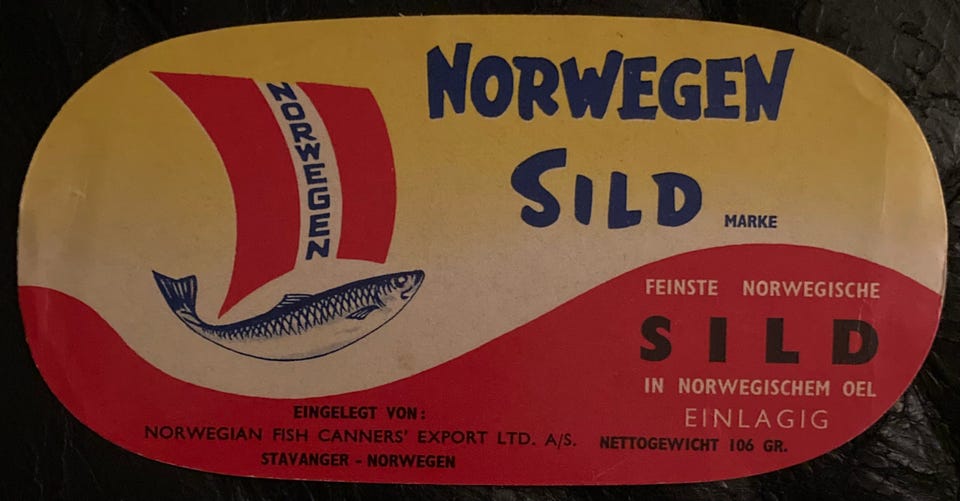 NORWEGEN
NORWEGEN
SILD MARKE
FEINSTE NORWEGISCHE
SILD
IN NORWEGISCHEM OEL
EINLAGIG
EINGELEGT VON:
NORWEGIAN FISH CANNERS' EXPORT LTD. A/S. NETTOGEWICHT 106 GR.
STAVANGER - NORWEGEN